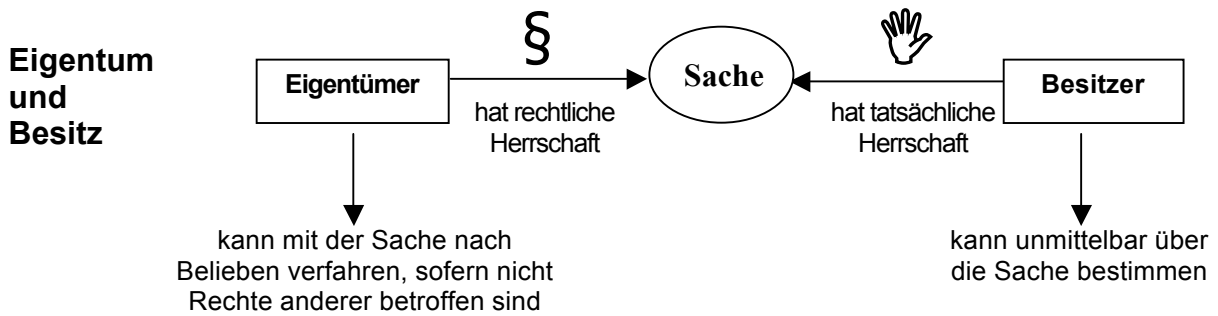 Eigentum
und
Besitz
Eigentümer
§
hat rechtliche
Herrschaft
Sache
hat tatsächliche
Herrschaft
Besitzer
kann mit der Sache nach
Belieben verfahren, sofern nicht
Rechte anderer betroffen sind
kann unmittelbar über
die Sache bestimmen